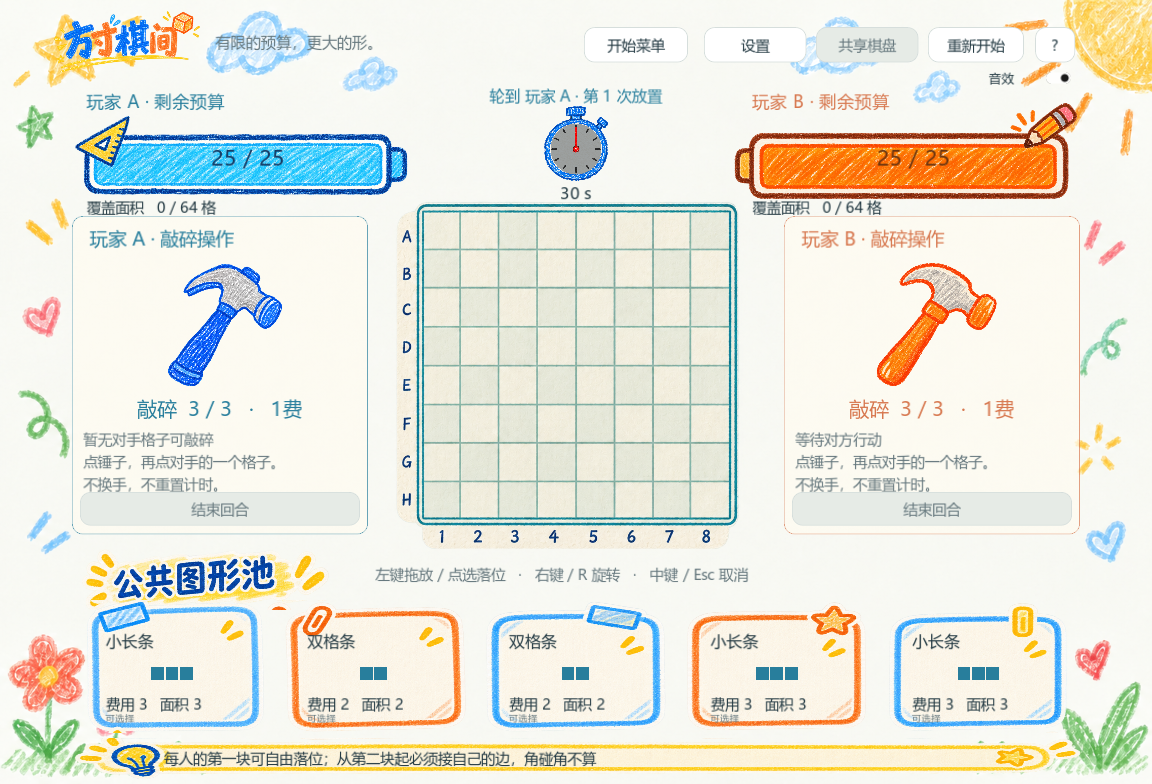 方寸棋间
有限的预算，更大的形。
开始菜单
设置
共享棋盘
重新开始
?
音效
玩家 A · 剩余预算
轮到 玩家 A · 第 1 次放置
玩家 B · 剩余预算
25 / 25
25 / 25
30 s
覆盖面积 0 / 64 格
覆盖面积 0 / 64 格
玩家 A · 敲碎操作
敲碎 3 / 3 · 1费
暂无对手格子可敲碎
点锤子，再点对手的一个格子。
不换手，不重置计时。
结束回合
A
B
C
D
E
F
G
H
1 2 3 4 5 6 7 8
玩家 B · 敲碎操作
敲碎 3 / 3 · 1费
等待对方行动
点锤子，再点对手的一个格子。
不换手，不重置计时。
结束回合
公共图形池
左键拖放 / 点选落位 · 右键 / R 旋转 · 中键 / Esc 取消
小长条
费用 3 面积 3
可选择
双格条
费用 2 面积 2
可选择
双格条
费用 2 面积 2
可选择
小长条
费用 3 面积 3
可选择
小长条
费用 3 面积 3
可选择
每人的第一块可自由落位；从第二块起必须接自己的边，角碰角不算